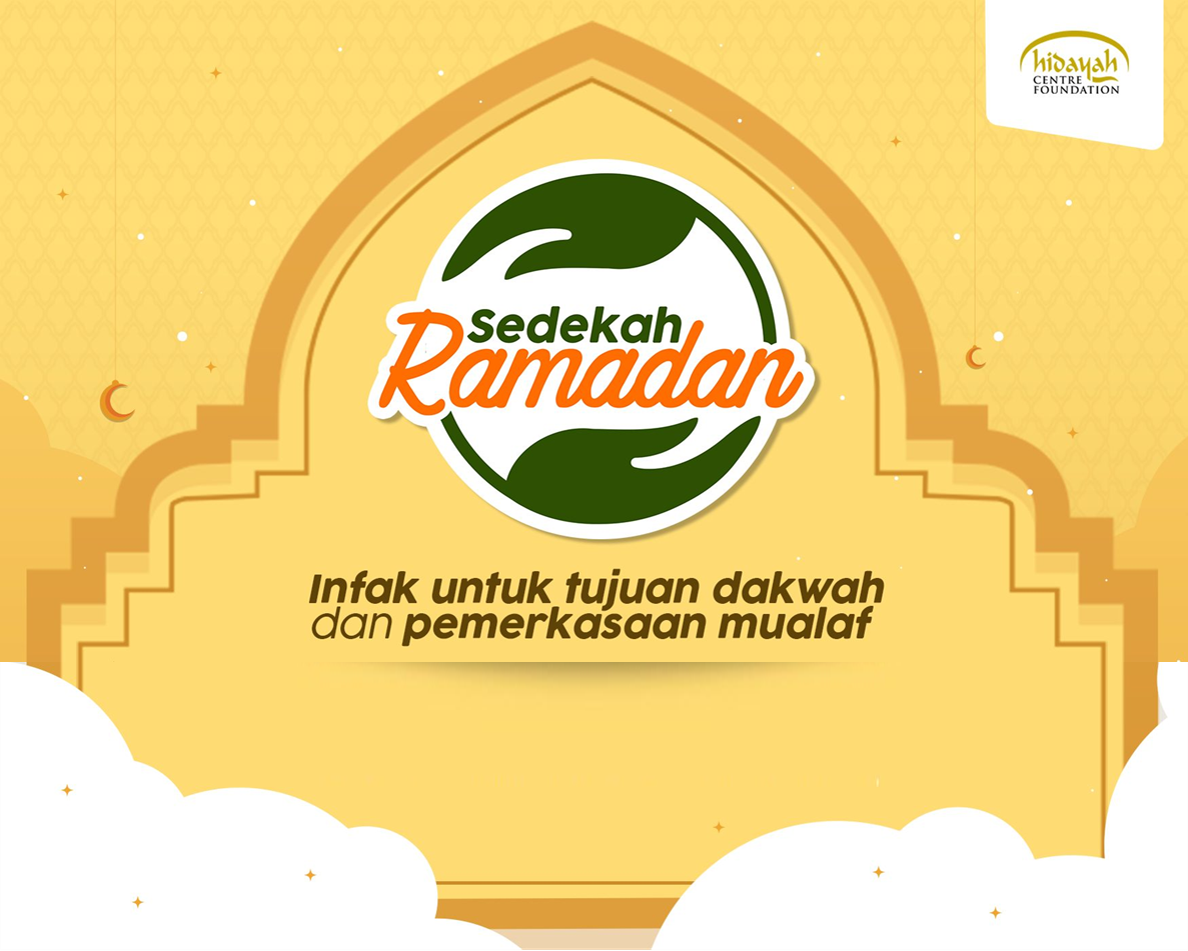 hidayah
CENTRE
FOUNDATION
Sedekah
Ramadan
Infak untuk tujuan dakwah
dan pemerkasaan mualaf